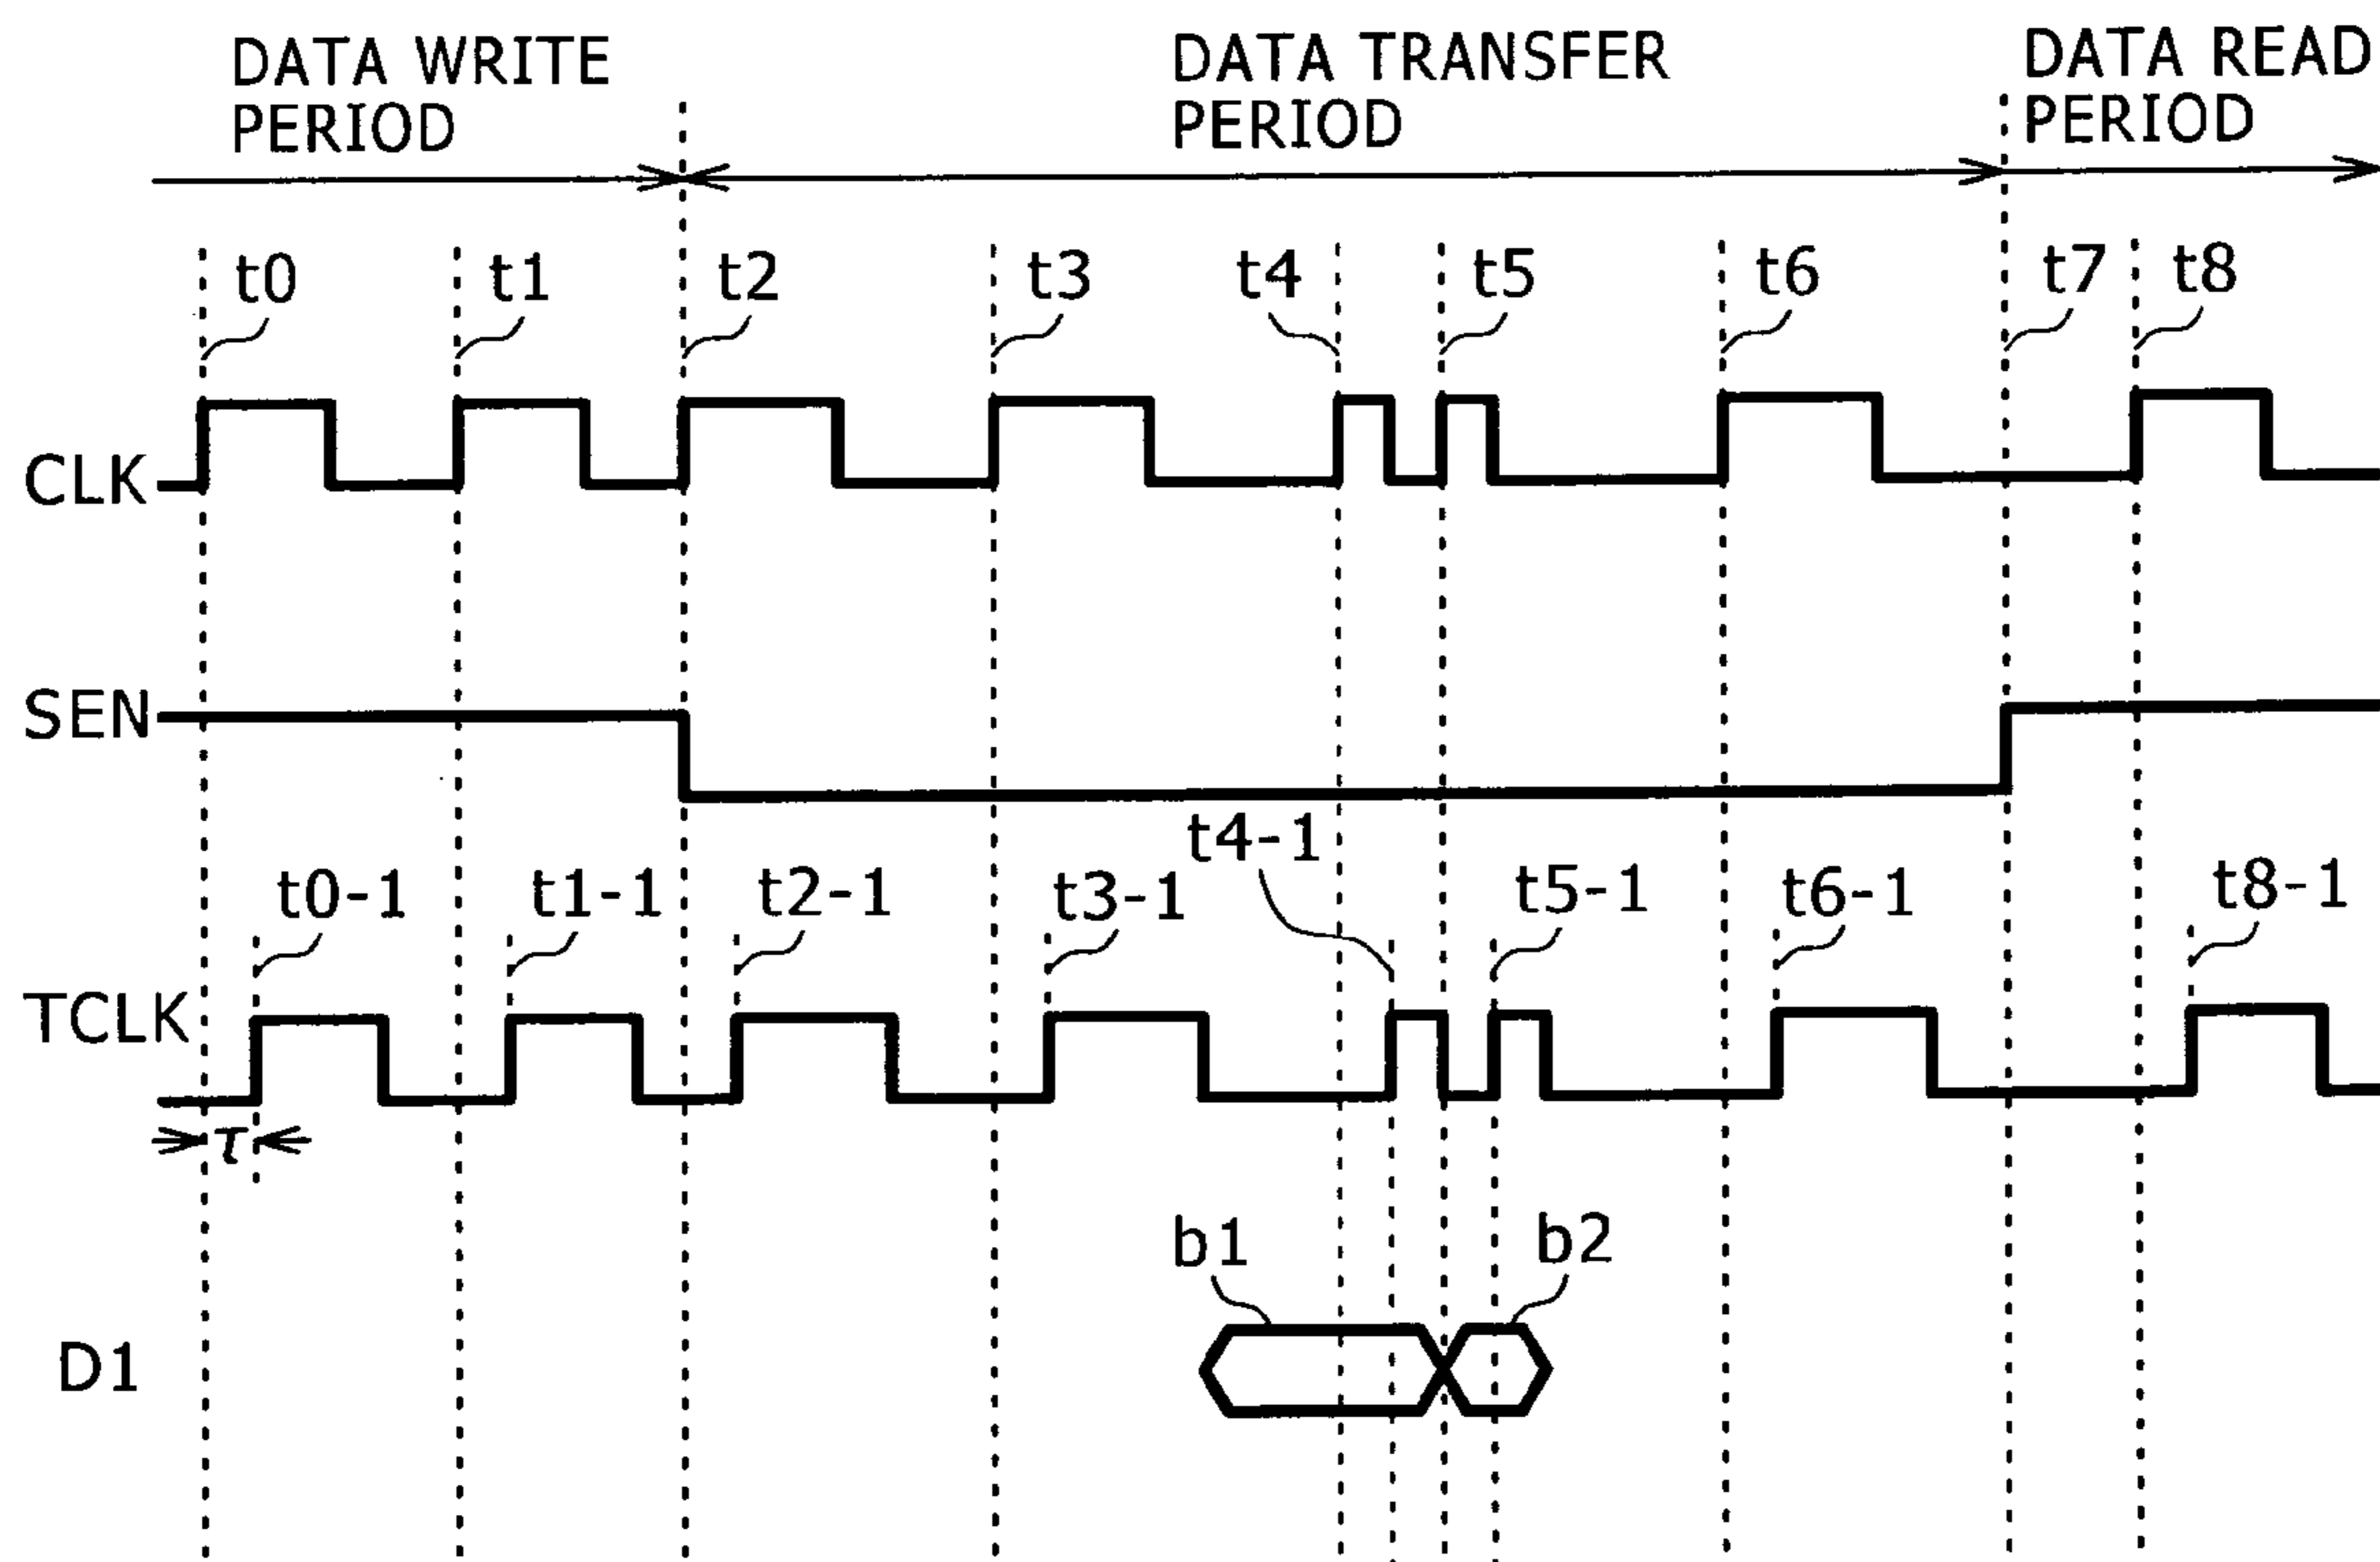 DATA WRITE
PERIOD
DATA TRANSFER
PERIOD
DATA READ
PERIOD
t0
t1
t2
t3
t4
t5
t6
t7
t8
CLK
SEN
t4-1
t0-1
t1-1
t2-1
t3-1
t5-1
t6-1
t8-1
TCLK
τ
b1
b2
D1